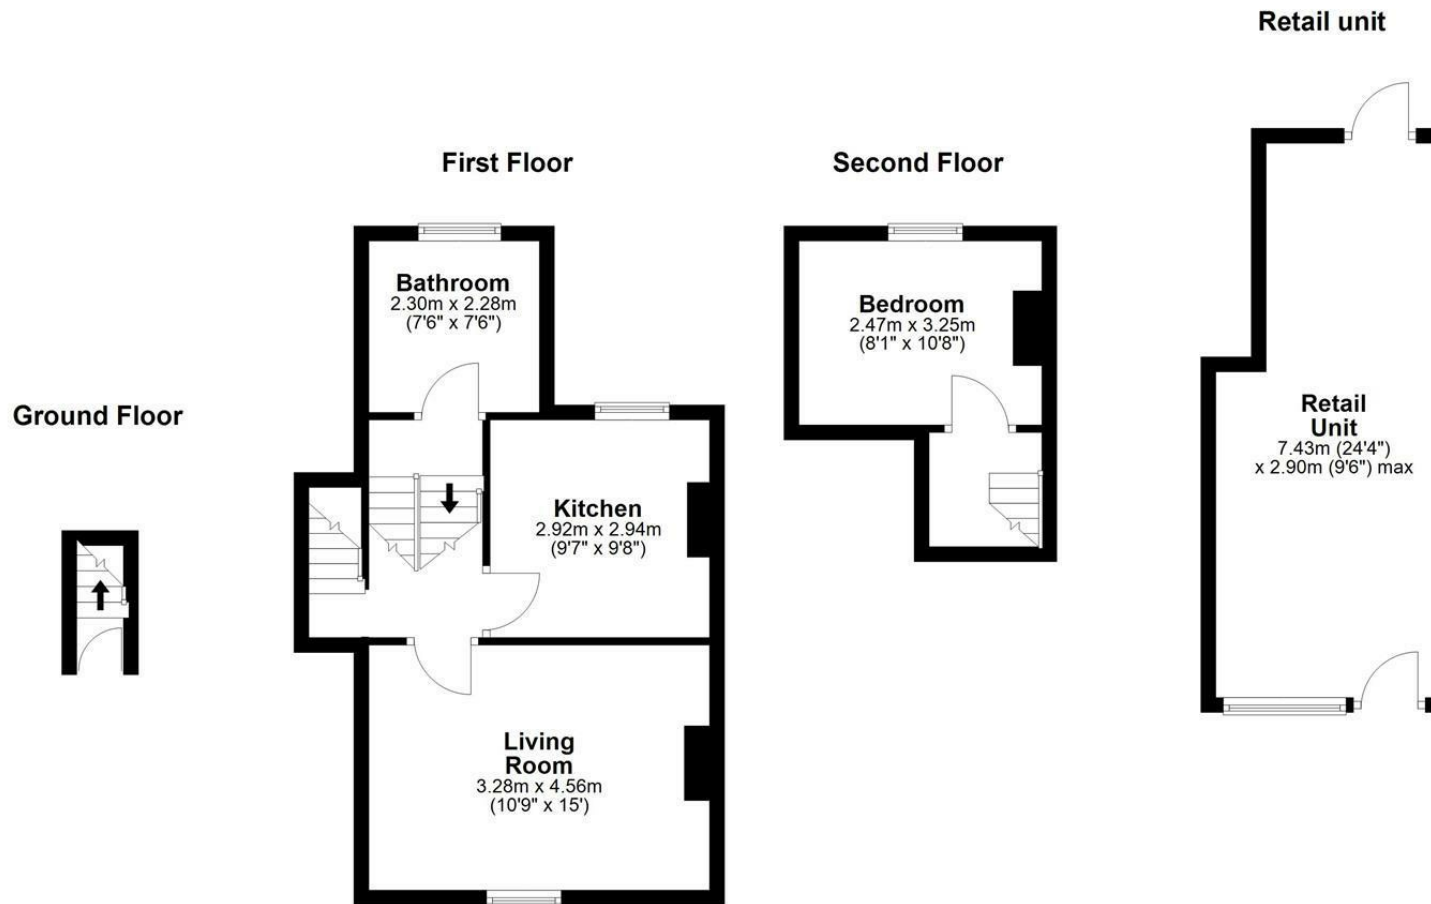 Retail unit
First Floor
Second Floor
Bathroom
2.30m x 2.28m
(7'6" x 7'6")
Bedroom
2.47m x 3.25m
(8'1" x 10'8")
Ground Floor
Retail
Unit
7.43m (24'4")
x 2.90m (9'6") max
Kitchen
2.92m x 2.94m
(9'7" x 9'8")
Living
Room
3.28m x 4.56m
(10'9" x 15')